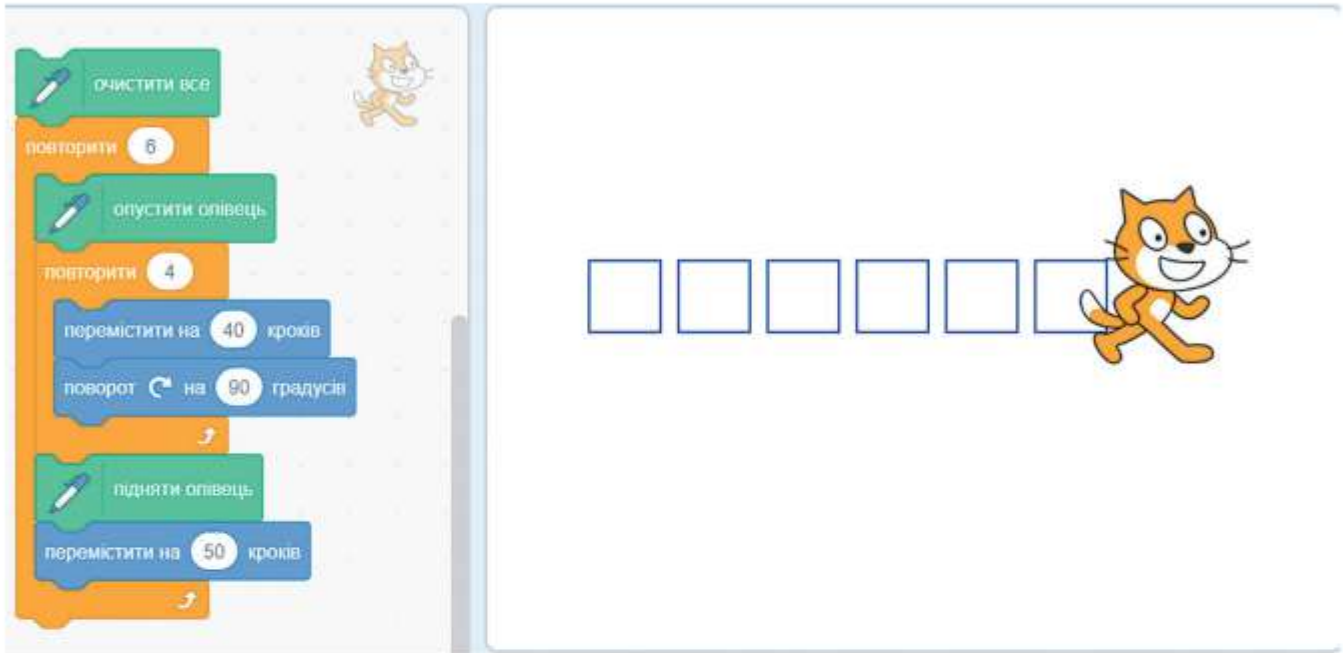 очистити все
повторити 6
опустити олівець
повторити 4
перемістити на 40 кроків
поворот на 90 градусів
підняти олівець
перемістити на 50 кроків